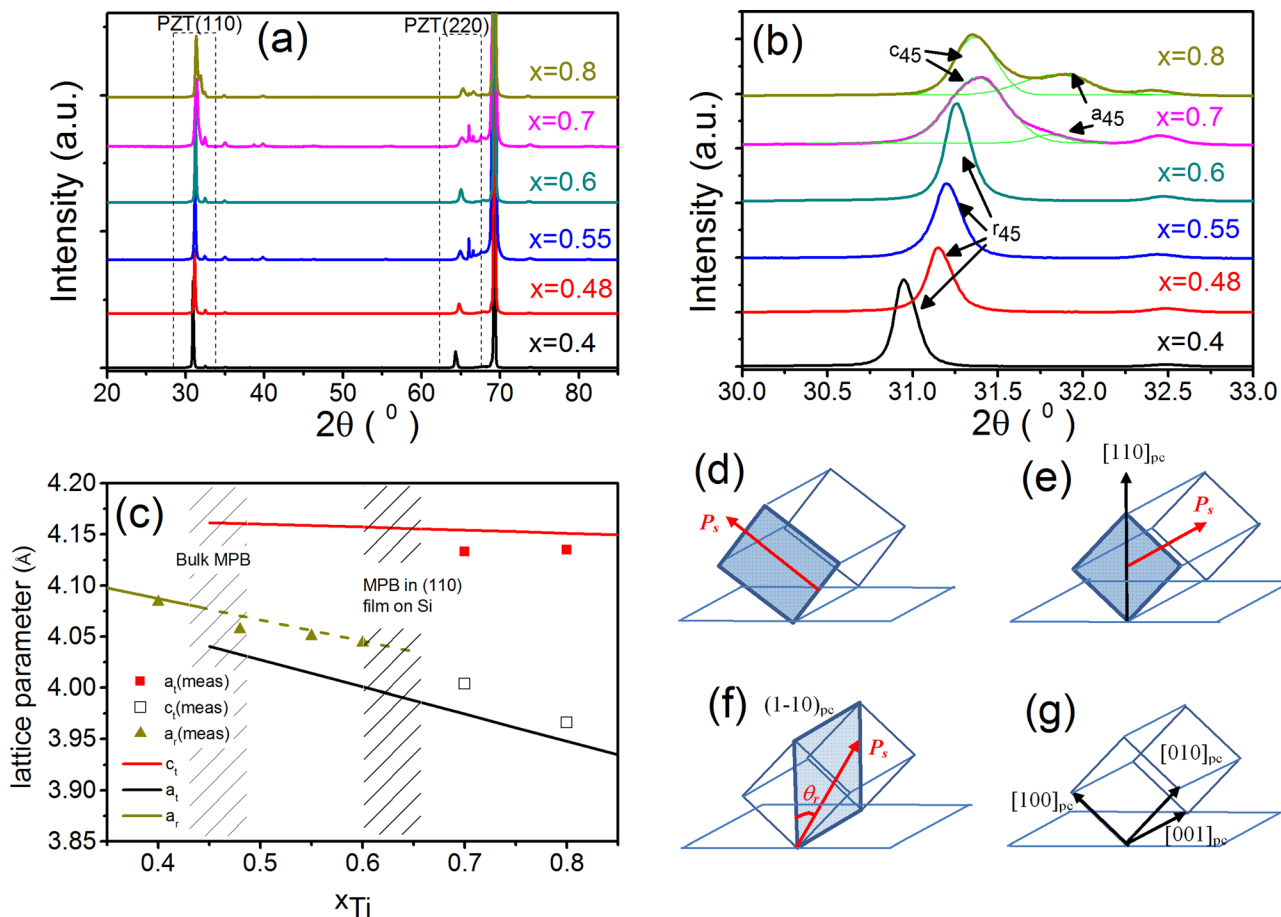 PZT(110)
PZT(220)
(a)
x=0.8
x=0.7
x=0.6
x=0.55
x=0.48
x=0.4
Intensity (a.u.)
20 30 40 50 60 70 80
2θ ( ⁰ )
(b)
c45
x=0.8
a45
x=0.7
x=0.6
r45
x=0.55
x=0.48
x=0.4
Intensity (a.u.)
30.0 30.5 31.0 31.5 32.0 32.5 33.0
2θ ( ⁰ )
(c)
4.20
4.15
4.10
4.05
4.00
3.95
3.90
3.85
lattice parameter (Å)
Bulk MPB
MPB in (110)
film on Si
at(meas)
ct(meas)
ar(meas)
ct
at
ar
0.4 0.5 0.6 0.7 0.8
xTi
(d)
Ps
(e)
[110]pc
Ps
(f)
(1-10)pc
Ps
θr
(g)
[010]pc
[100]pc
[001]pc